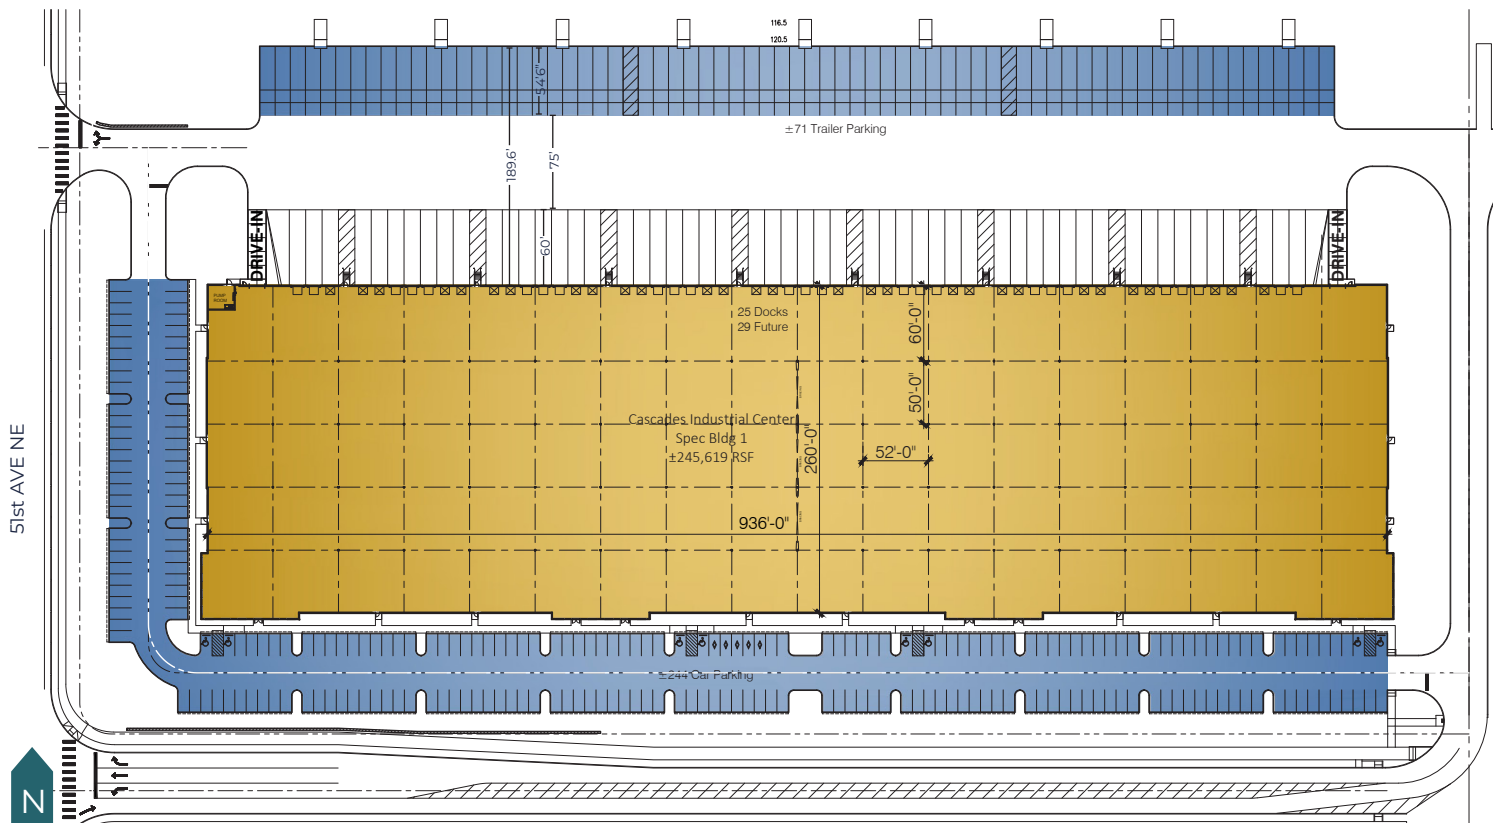 116.5
120.5
54'6"
±71 Trailer Parking
189.6'
75'
60'
DRIVE-IN
DRIVE-IN
PUMP
ROOM
25 Docks
29 Future
60'-0"
50'-0"
Cascades Industrial Center
Spec Bldg 1
±245,619 RSF
260'-0"
52'-0"
936'-0"
51st AVE NE
±244 Car Parking
N